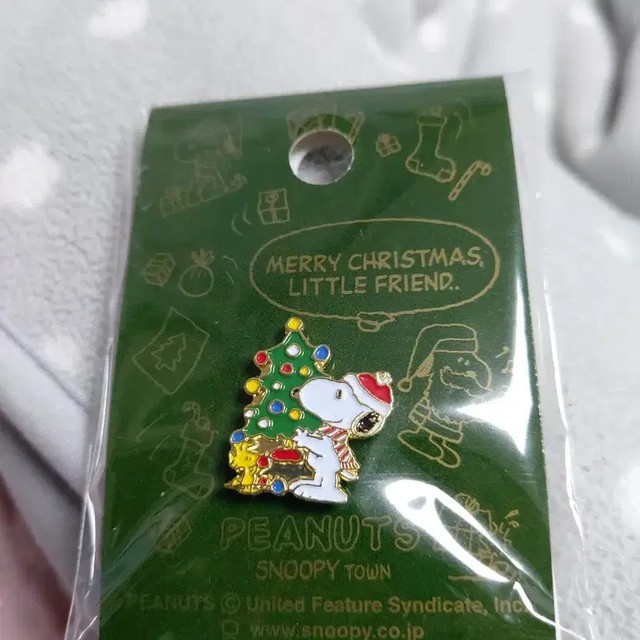 MERRY CHRISTMAS,
LITTLE FRIEND..
PEANUTS
SNOOPY TOWN
PEANUTS © United Feature Syndicate, Inc.
www.snoopy.co.jp